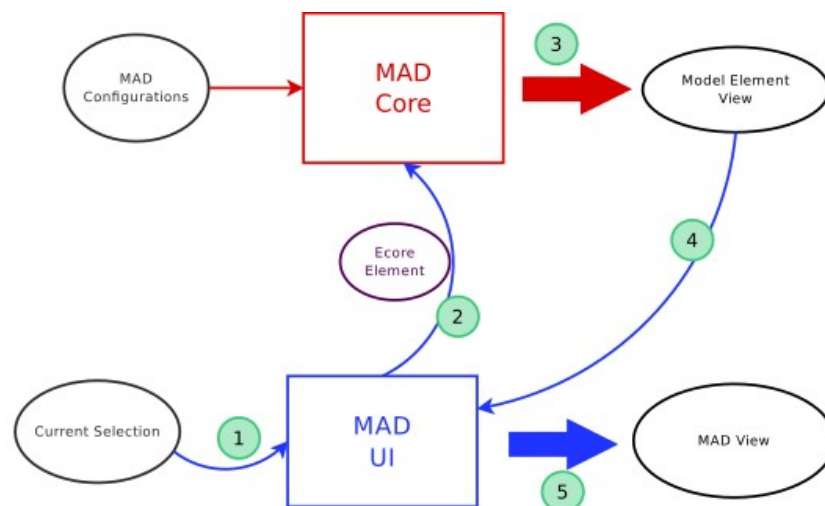 MAD
Configurations
MAD
Core
3
Model Element
View
Ecore
Element
4
2
Current Selection
1
MAD
UI
MAD View
5